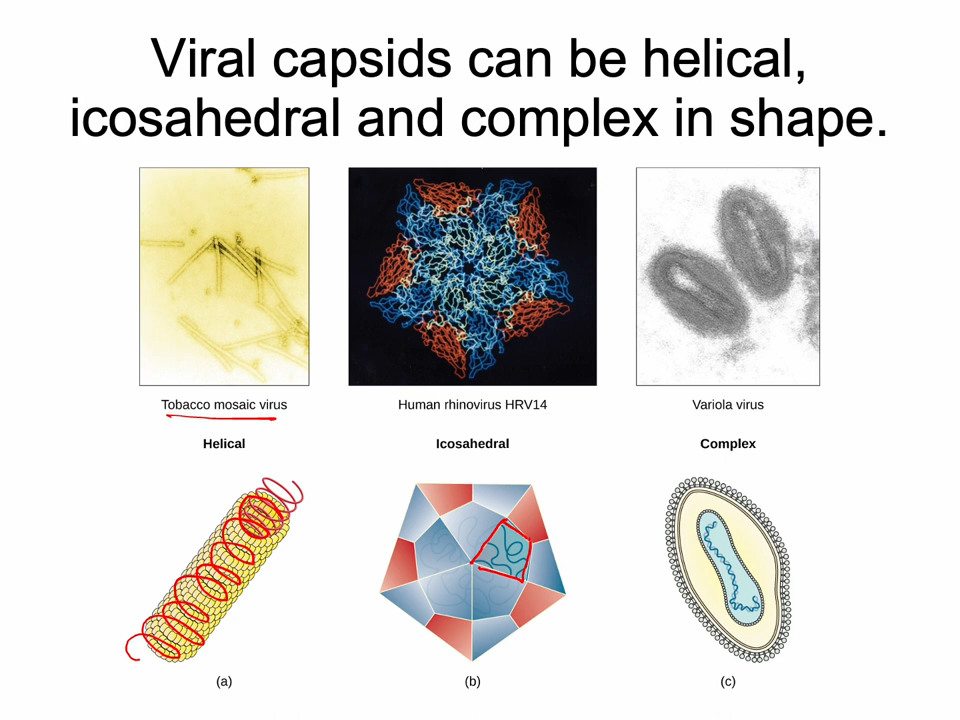 Viral capsids can be helical,
icosahedral and complex in shape.
Tobacco mosaic virus
Human rhinovirus HRV14
Variola virus
Helical
Icosahedral
Complex
(a)
(b)
(c)